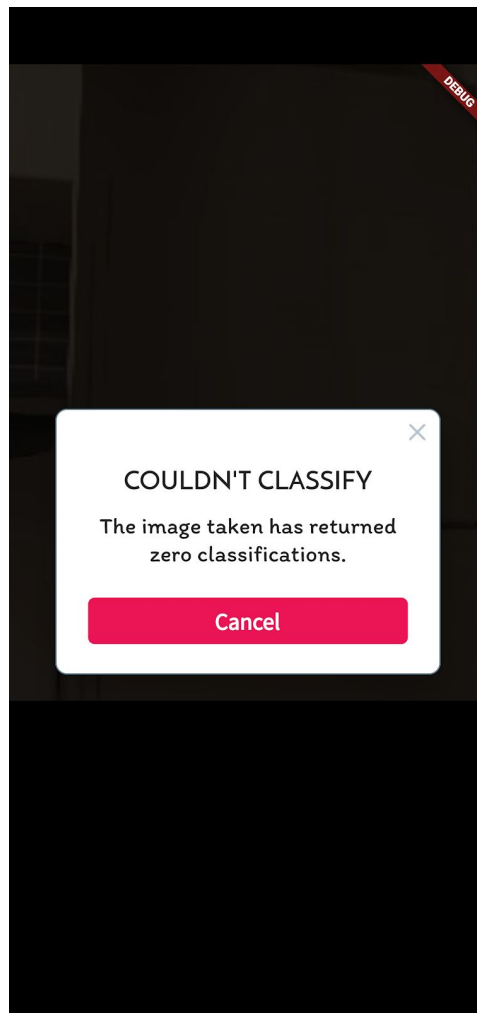 DEBUG
COULDN'T CLASSIFY
The image taken has returned
zero classifications.
Cancel